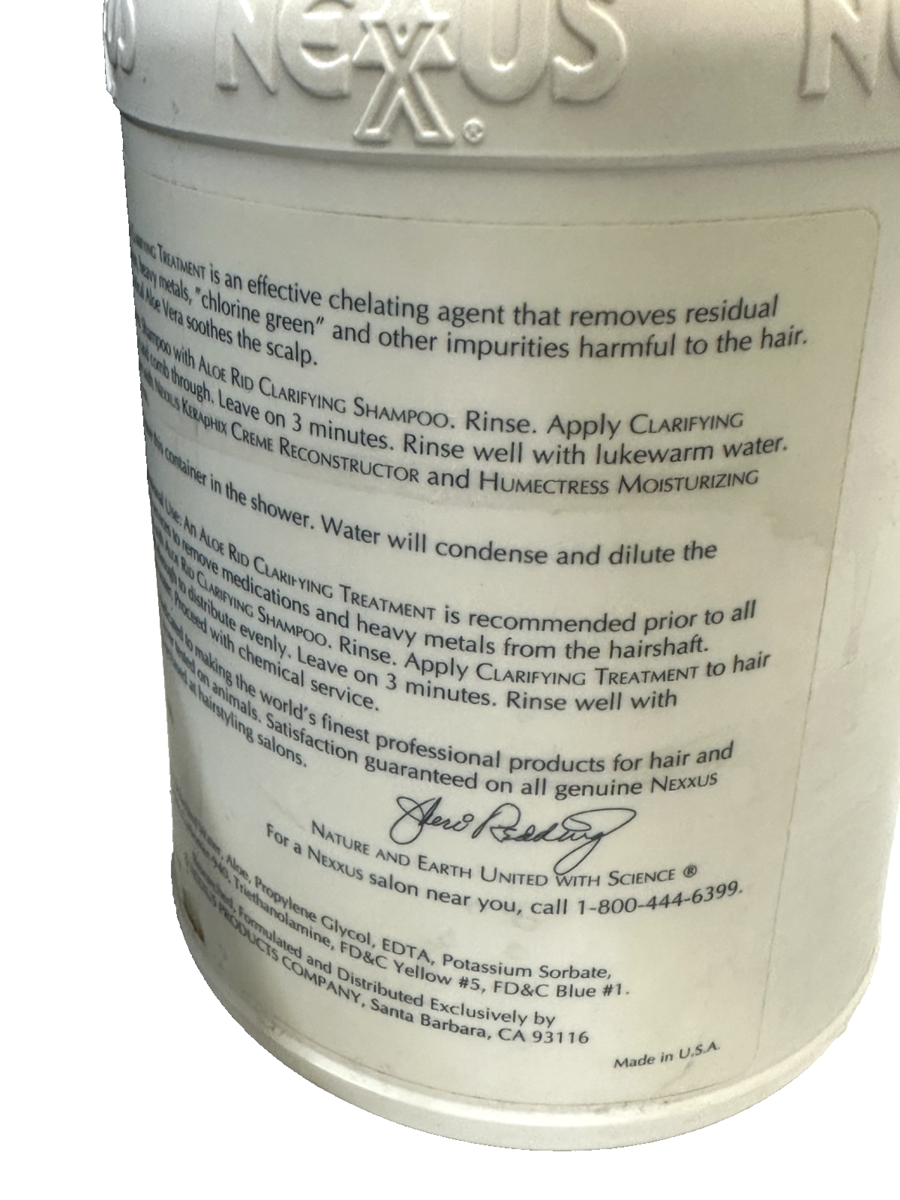 NEXXUS ®
TREATMENT is an effective chelating agent that removes residual
heavy metals, "chlorine green" and other impurities harmful to the hair.
Aloe Vera soothes the scalp.
Shampoo with ALOE RID CLARIFYING SHAMPOO. Rinse. Apply CLARIFYING
comb through. Leave on 3 minutes. Rinse well with lukewarm water.
NEXXUS KERAPHIX CREME RECONSTRUCTOR and HUMECTRESS MOISTURIZING
this container in the shower. Water will condense and dilute the
Use: An ALOE RID CLARIFYING TREATMENT is recommended prior to all
to remove medications and heavy metals from the hairshaft.
ALOE RID CLARIFYING SHAMPOO. Rinse. Apply CLARIFYING TREATMENT to hair
to distribute evenly. Leave on 3 minutes. Rinse well with
Proceed with chemical service.
to making the world's finest professional products for hair and
tested on animals. Satisfaction guaranteed on all genuine NEXXUS
at hairstyling salons.
Jheri Redding
NATURE AND EARTH UNITED WITH SCIENCE ®
For a NEXXUS salon near you, call 1-800-444-6399.
Aloe, Propylene Glycol, EDTA, Potassium Sorbate,
940, Triethanolamine, FD&C Yellow #5, FD&C Blue #1.
Formulated and Distributed Exclusively by
PRODUCTS COMPANY, Santa Barbara, CA 93116
Made in U.S.A.